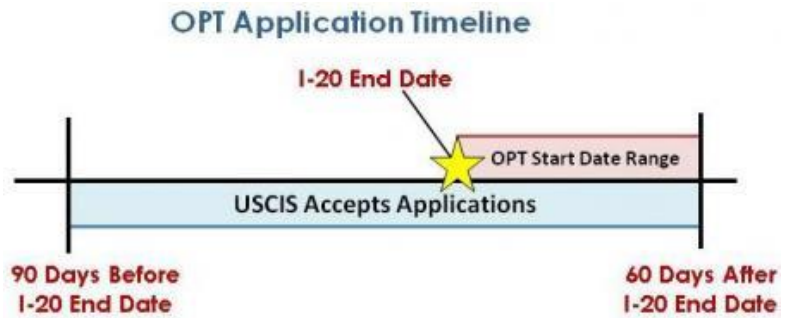 OPT Application Timeline
I-20 End Date
OPT Start Date Range
USCIS Accepts Applications
90 Days Before
I-20 End Date
60 Days After
I-20 End Date